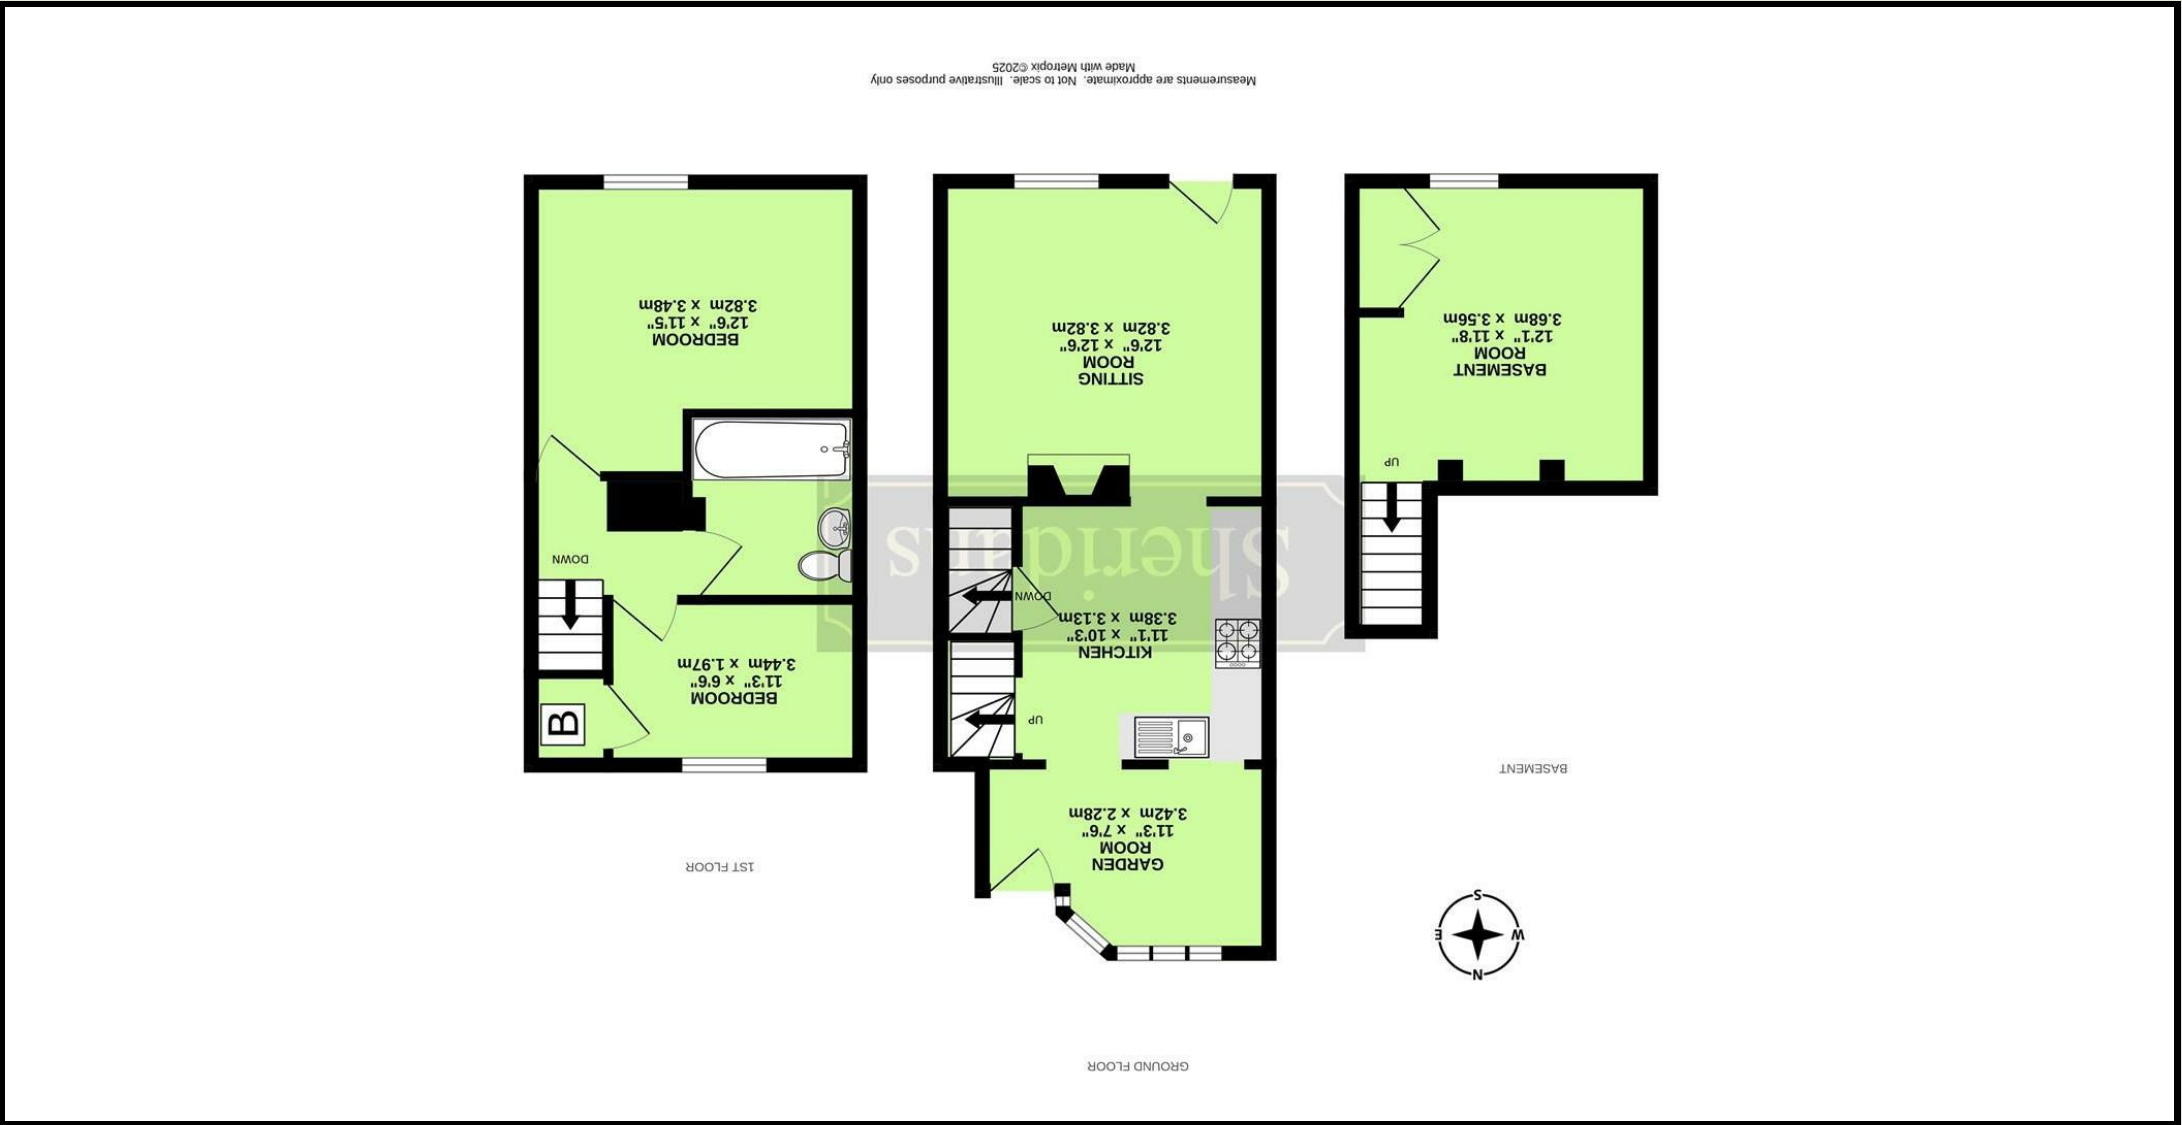 BASEMENT
GROUND FLOOR
1ST FLOOR
BASEMENT
ROOM
12'1" x 11'8"
3.68m x 3.56m
UP
GARDEN
ROOM
11'3" x 7'6"
3.42m x 2.28m
KITCHEN
11'1" x 10'3"
3.38m x 3.13m
UP
DOWN
SITTING
ROOM
12'6" x 12'6"
3.82m x 3.82m
BEDROOM
11'3" x 6'6"
3.44m x 1.97m
B
DOWN
BEDROOM
12'6" x 11'5"
3.82m x 3.48m
Sheridans
N
W
E
S
Measurements are approximate. Not to scale. Illustrative purposes only
Made with Metropix ©2025